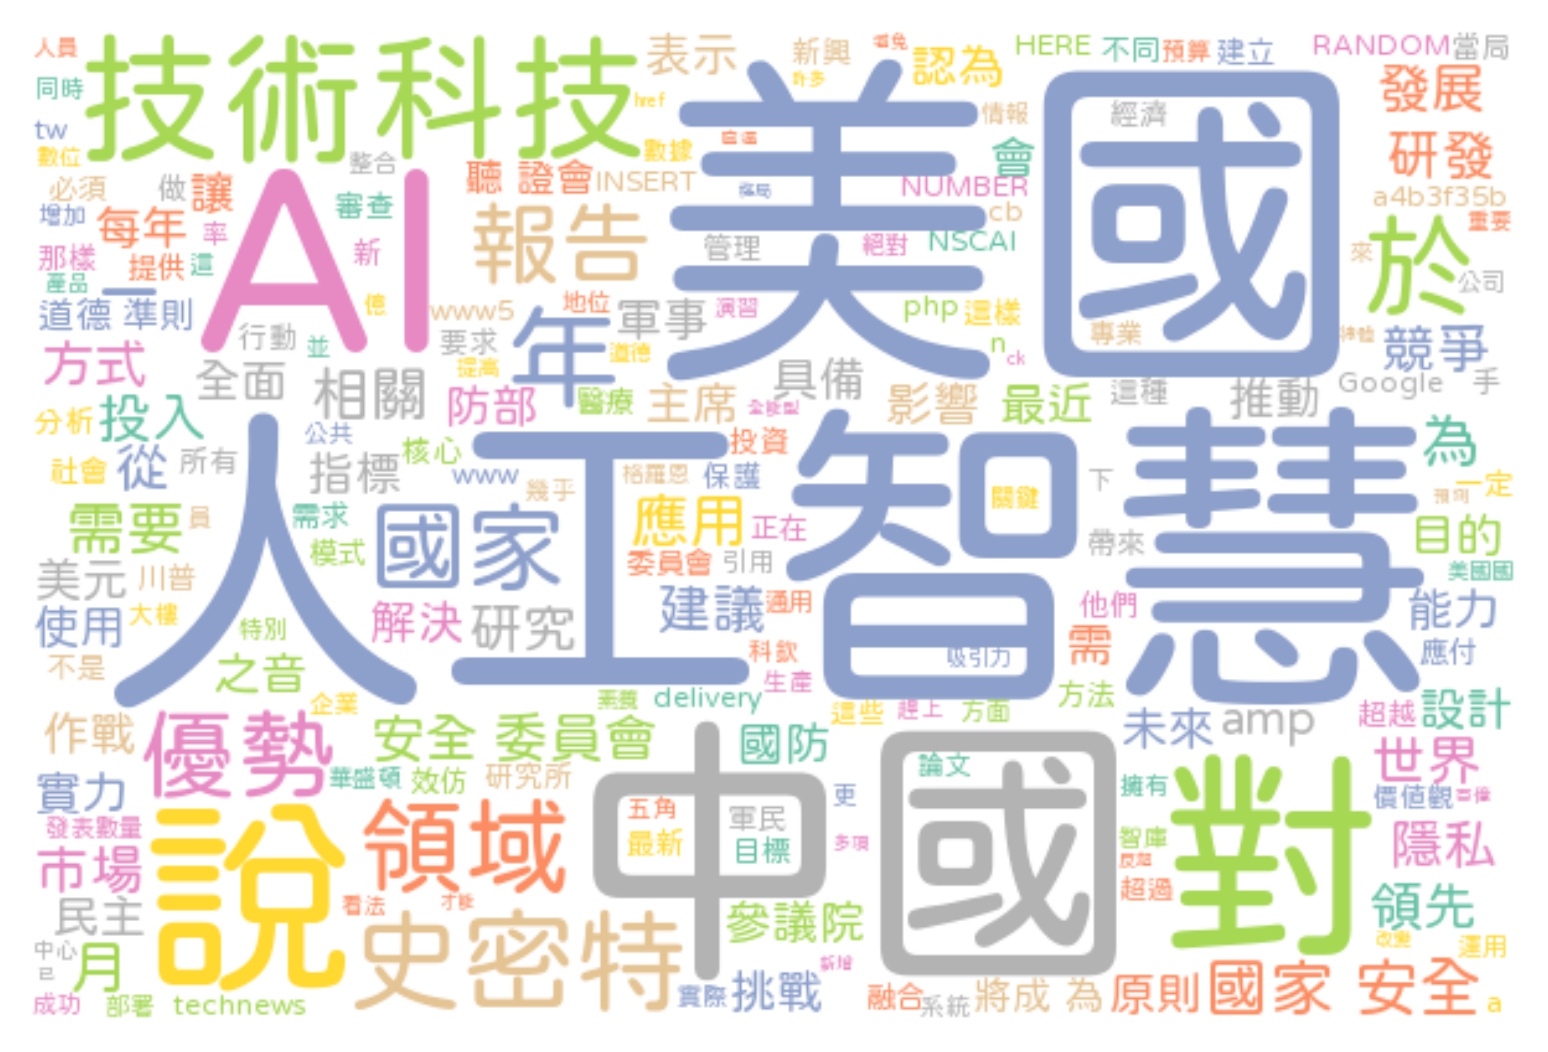 人員
技術科技
表示
新興
避免
認為
HERE
不同
預算
建立
RANDOM
當局
同時
href
許多
發展
tw
數位
整合
數據
美國
情報
會
經濟
研發
必須
做
讓
聽 證會
INSERT
NUMBER
a4b3f35b
增加
每年
AI
審查
報告
cb
重要
那樣
率
新
管理
絕對
NSCAI
於
來
提供
這
產品
公司
道德 準則
億
www5
年
地位
軍事
演習
php
這樣
專業
競爭
行動
並
要求
道德
n
ck
方式
全面
相關
提高
防部
醫療
主席
具備
影響
最近
這種
推動
Google
手
分析
投入
公共
核心
投資
人工智慧
為
社會
從
所有
指標
www
幾乎
格羅恩
保護
關鍵
下
一定
需要
員
需求
國家
應用
正在
帶來
目的
模式
委員會
引用
美元
川普
美國國
使用
大樓
特別
解決
研究
建議
通用
他們
能力
不是
之音
科欽
吸引力
需
應付
企業
素養
delivery
生產
這些
趕上
方面
方法
超越
設計
作戰
優勢
安全 委員會
國防
中國
未來
amp
世界
實力
華盛頓
效仿
研究所
論文
擁有
對
價值觀
發表數量
說
領域
五角
軍民
更
最新
目標
多項
智庫
隱私
市場
超過
民主
看法
才能
史密特
參議院
領先
中心
月
改變
運用
已
新增
成功
部署
technews
實際
挑戰
融合
系統
將成 為
原則
國家 安全
a